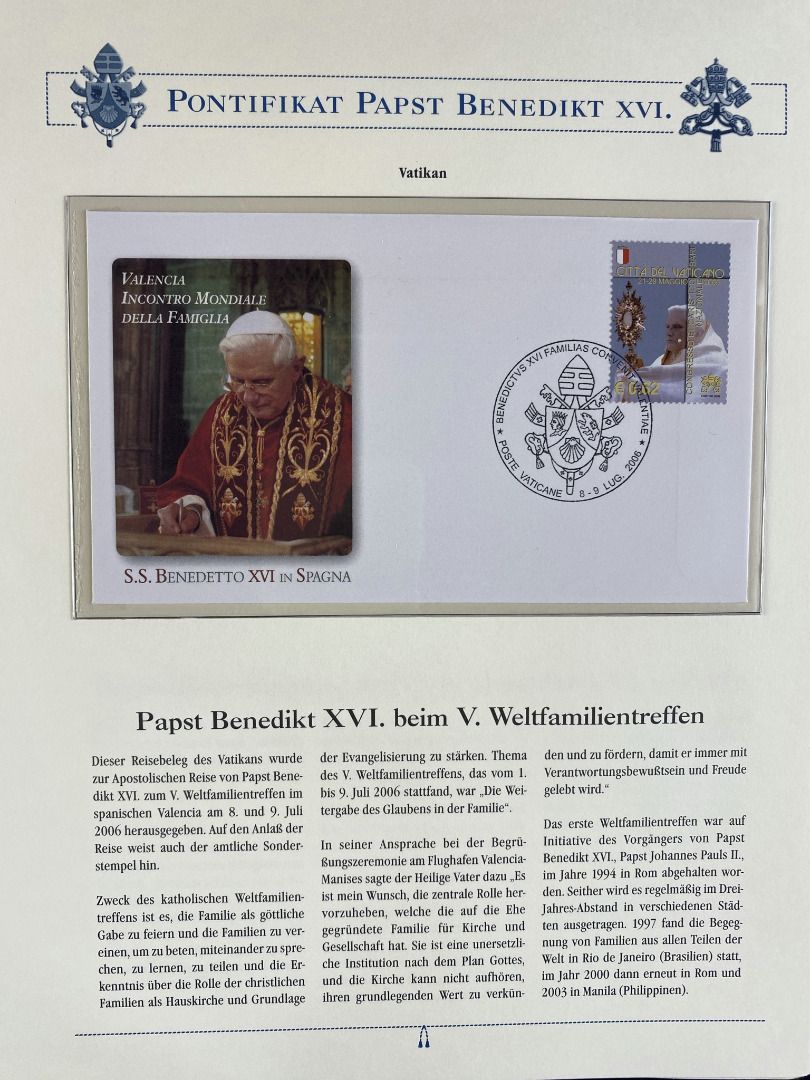 PONTIFIKAT PAPST BENEDIKT XVI.
Vatikan
VALENCIA
INCONTRO MONDIALE
DELLA FAMIGLIA
S.S. BENEDETTO XVI IN SPAGNA
CITTÀ DEL VATICANO
21-29 MAGGIO
€ 0,62
★ BENEDICTVS XVI FAMILIAS CONVENIT VALENTIAE ★
POSTE VATICANE 8-9 LUG. 2006
Papst Benedikt XVI. beim V. Weltfamilientreffen
Dieser Reisebeleg des Vatikans wurde
zur Apostolischen Reise von Papst Bene-
dikt XVI. zum V. Weltfamilientreffen im
spanischen Valencia am 8. und 9. Juli
2006 herausgegeben. Auf den Anlaß der
Reise weist auch der amtliche Sonder-
stempel hin.
Zweck des katholischen Weltfamilien-
treffens ist es, die Familie als göttliche
Gabe zu feiern und die Familien zu ver-
einen, um zu beten, miteinander zu spre-
chen, zu lernen, zu teilen und die Er-
kenntnis über die Rolle der christlichen
Familien als Hauskirche und Grundlage
der Evangelisierung zu stärken. Thema
des V. Weltfamilientreffens, das vom 1.
bis 9. Juli 2006 stattfand, war „Die Wei-
tergabe des Glaubens in der Familie“.
In seiner Ansprache bei der Begrü-
ßungszeremonie am Flughafen Valencia-
Manises sagte der Heilige Vater dazu „Es
ist mein Wunsch, die zentrale Rolle her-
vorzuheben, welche die auf die Ehe
gegründete Familie für Kirche und
Gesellschaft hat. Sie ist eine unersetzli-
che Institution nach dem Plan Gottes,
und die Kirche kann nicht aufhören,
ihren grundlegenden Wert zu verkün-
den und zu fördern, damit er immer mit
Verantwortungsbewußtsein und Freude
gelebt wird.“
Das erste Weltfamilientreffen war auf
Initiative des Vorgängers von Papst
Benedikt XVI., Papst Johannes Pauls II.,
im Jahre 1994 in Rom abgehalten wor-
den. Seither wird es regelmäßig im Drei-
Jahres-Abstand in verschiedenen Städ-
ten ausgetragen. 1997 fand die Begeg-
nung von Familien aus allen Teilen der
Welt in Rio de Janeiro (Brasilien) statt,
im Jahr 2000 dann erneut in Rom und
2003 in Manila (Philippinen).